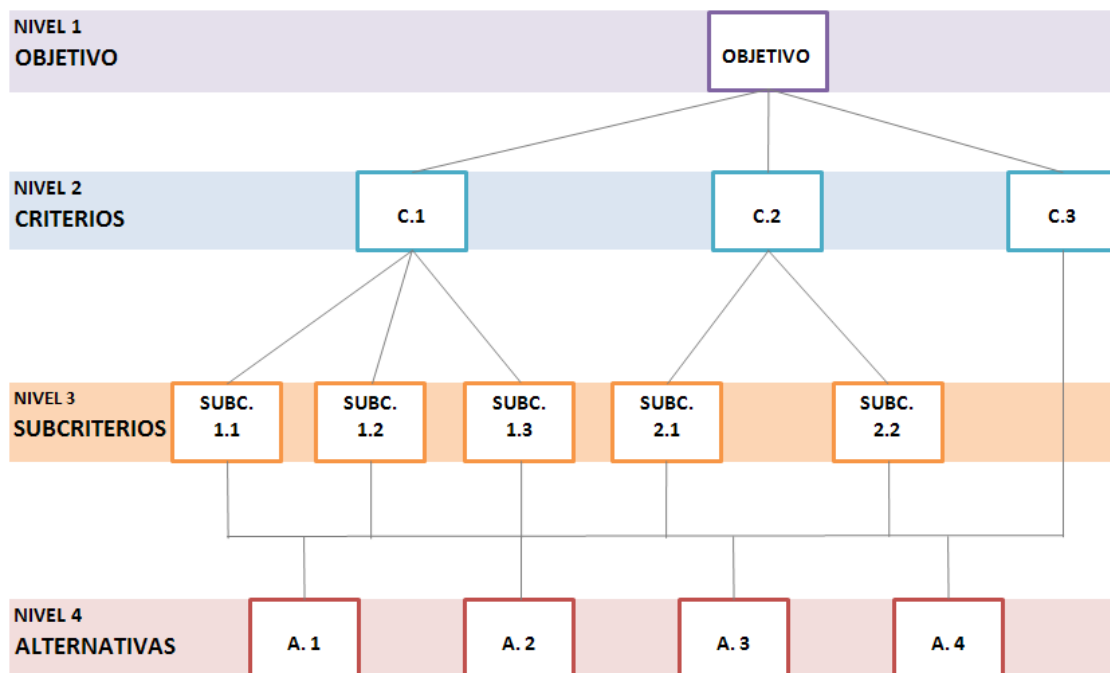 NIVEL 1
OBJETIVO
OBJETIVO
NIVEL 2
CRITERIOS
C.1
C.2
C.3
NIVEL 3
SUBCRITERIOS
SUBC.
1.1
SUBC.
1.2
SUBC.
1.3
SUBC.
2.1
SUBC.
2.2
NIVEL 4
ALTERNATIVAS
A. 1
A. 2
A. 3
A. 4